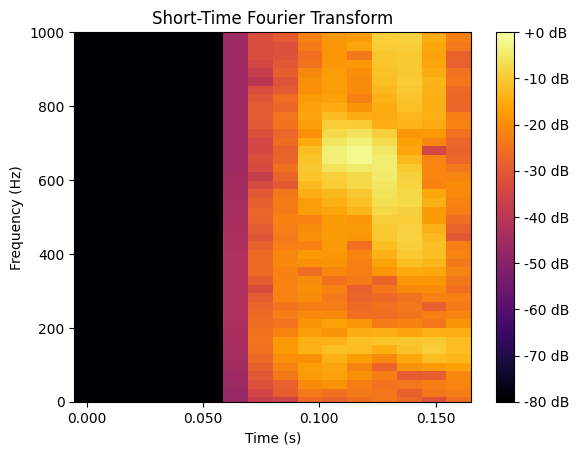 Short-Time Fourier Transform
1000
800
600
400
200
0
Frequency (Hz)
0.000
0.050
0.100
0.150
Time (s)
+0 dB
-10 dB
-20 dB
-30 dB
-40 dB
-50 dB
-60 dB
-70 dB
-80 dB